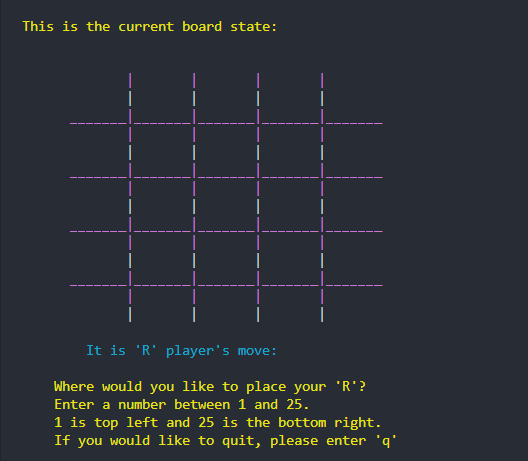 This is the current board state:
It is 'R' player's move:
Where would you like to place your 'R'?
Enter a number between 1 and 25.
1 is top left and 25 is the bottom right.
If you would like to quit, please enter 'q'